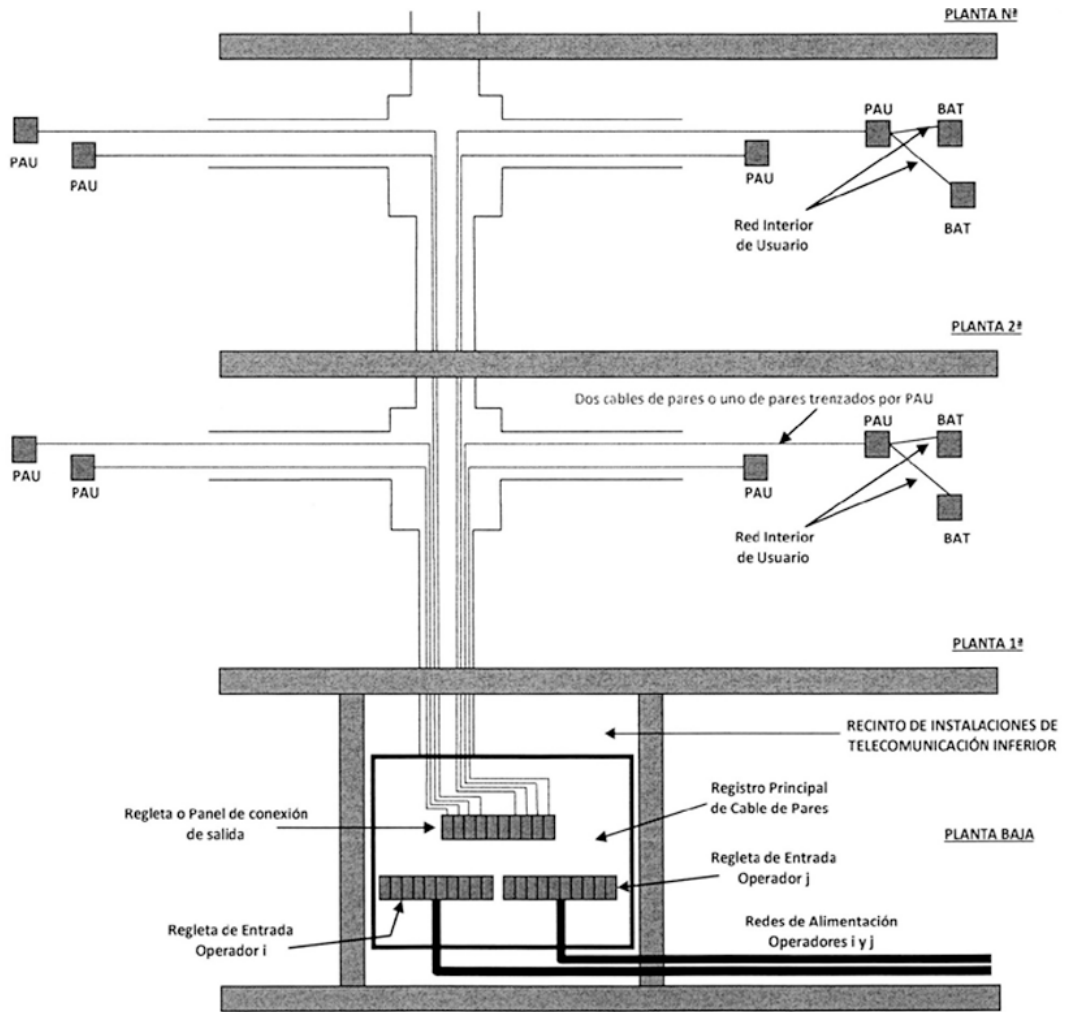 PLANTA Nª
PAU
PAU
PAU
PAU
BAT
BAT
Red Interior
de Usuario
PLANTA 2ª
Dos cables de pares o uno de pares trenzados por PAU
PAU
PAU
PAU
PAU
BAT
BAT
Red Interior
de Usuario
PLANTA 1ª
RECINTO DE INSTALACIONES DE
TELECOMUNICACIÓN INFERIOR
Regleta o Panel de conexión
de salida
Registro Principal
de Cable de Pares
PLANTA BAJA
Regleta de Entrada
Operador j
Regleta de Entrada
Operador i
Redes de Alimentación
Operadores i y j